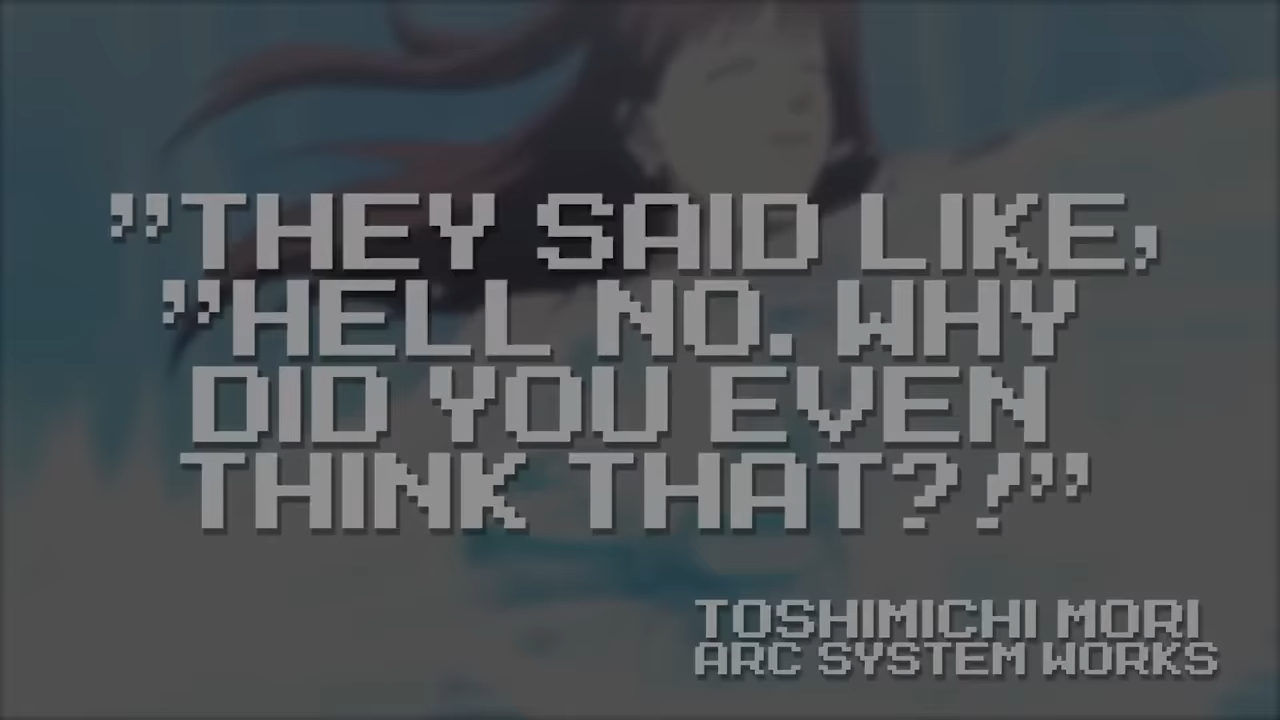 "THEY SAID LIKE,
"HELL NO. WHY
DID YOU EVEN
THINK THAT?!"
TOSHIMICHI MORI
ARC SYSTEM WORKS